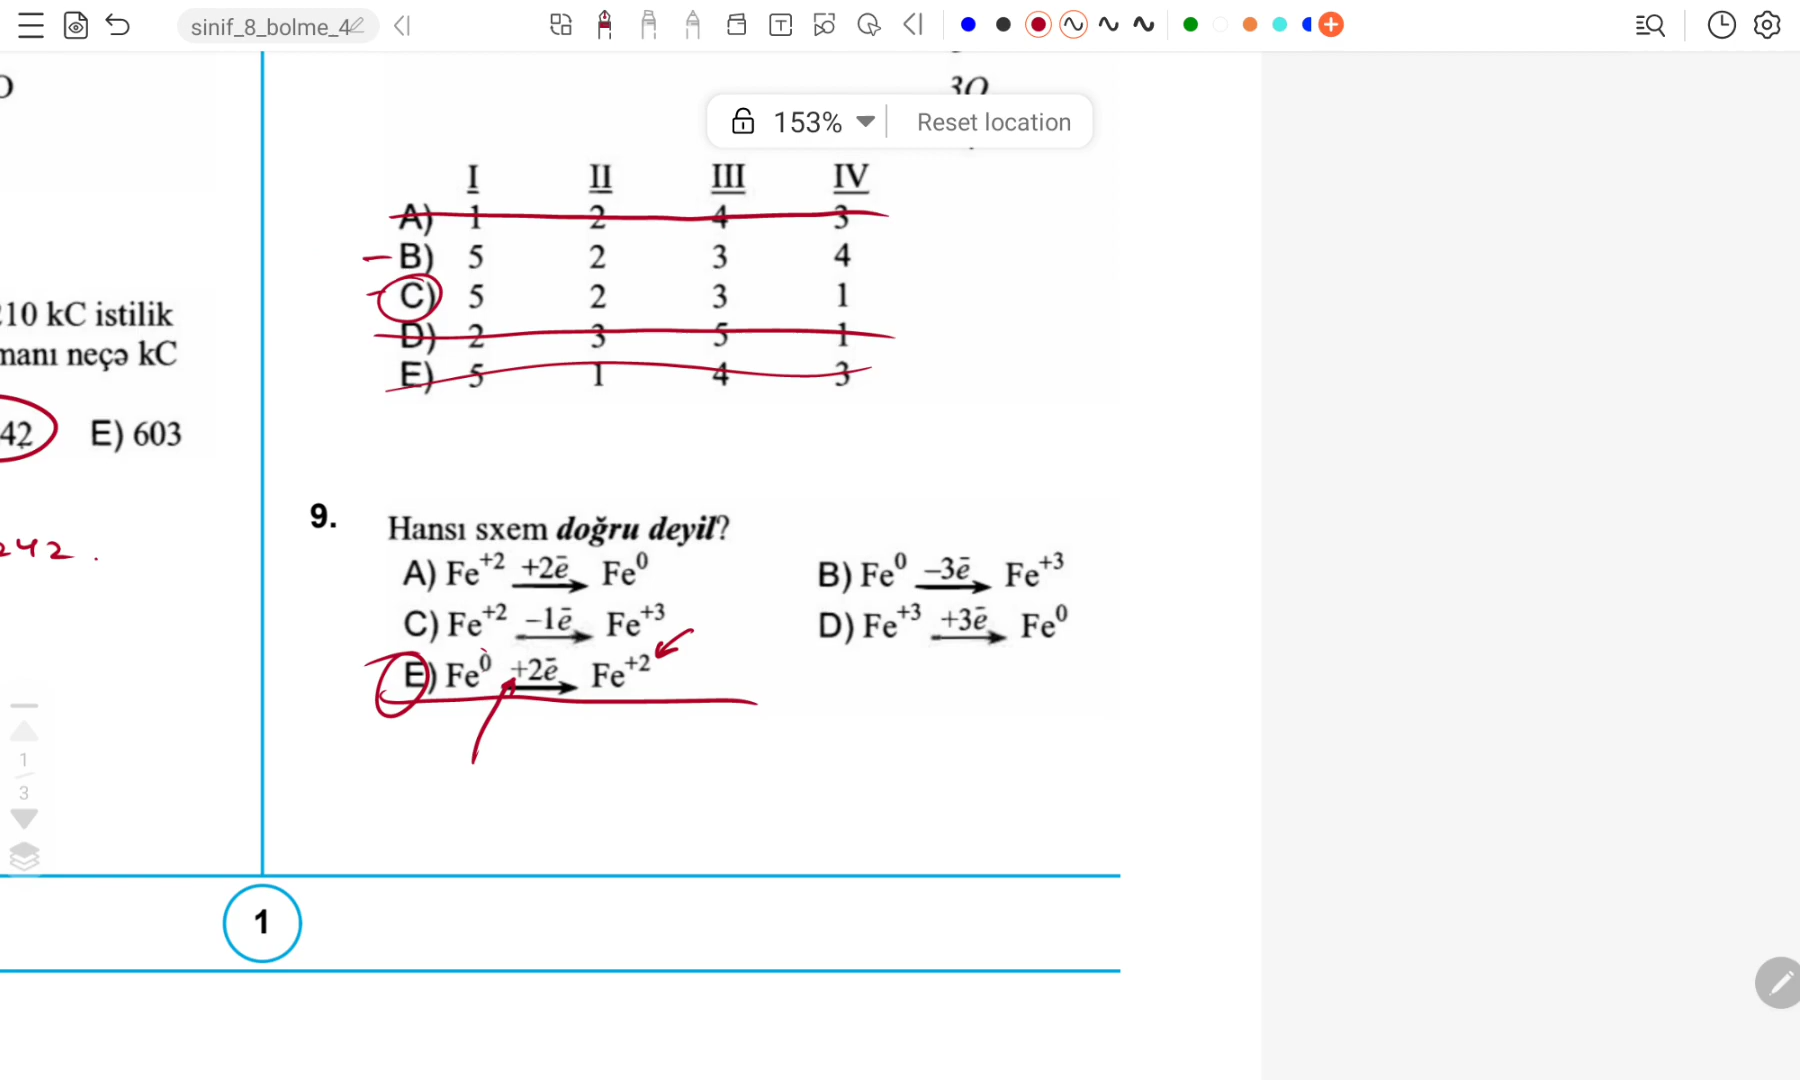 sinif_8_bolme_4
153%
Reset location
I II III IV
A) 1 2 4 3
B) 5 2 3 4
C) 5 2 3 1
D) 2 3 5 1
E) 5 1 4 3
10 kC istilik
manı neçə kC
42 E) 603
242.
9. Hansı sxem doğru deyil?
A) Fe⁺² +2ē Fe⁰ B) Fe⁰ –3ē Fe⁺³
C) Fe⁺² –1ē Fe⁺³ D) Fe⁺³ +3ē Fe⁰
E) Fe⁰ +2ē Fe⁺²
1
3
1